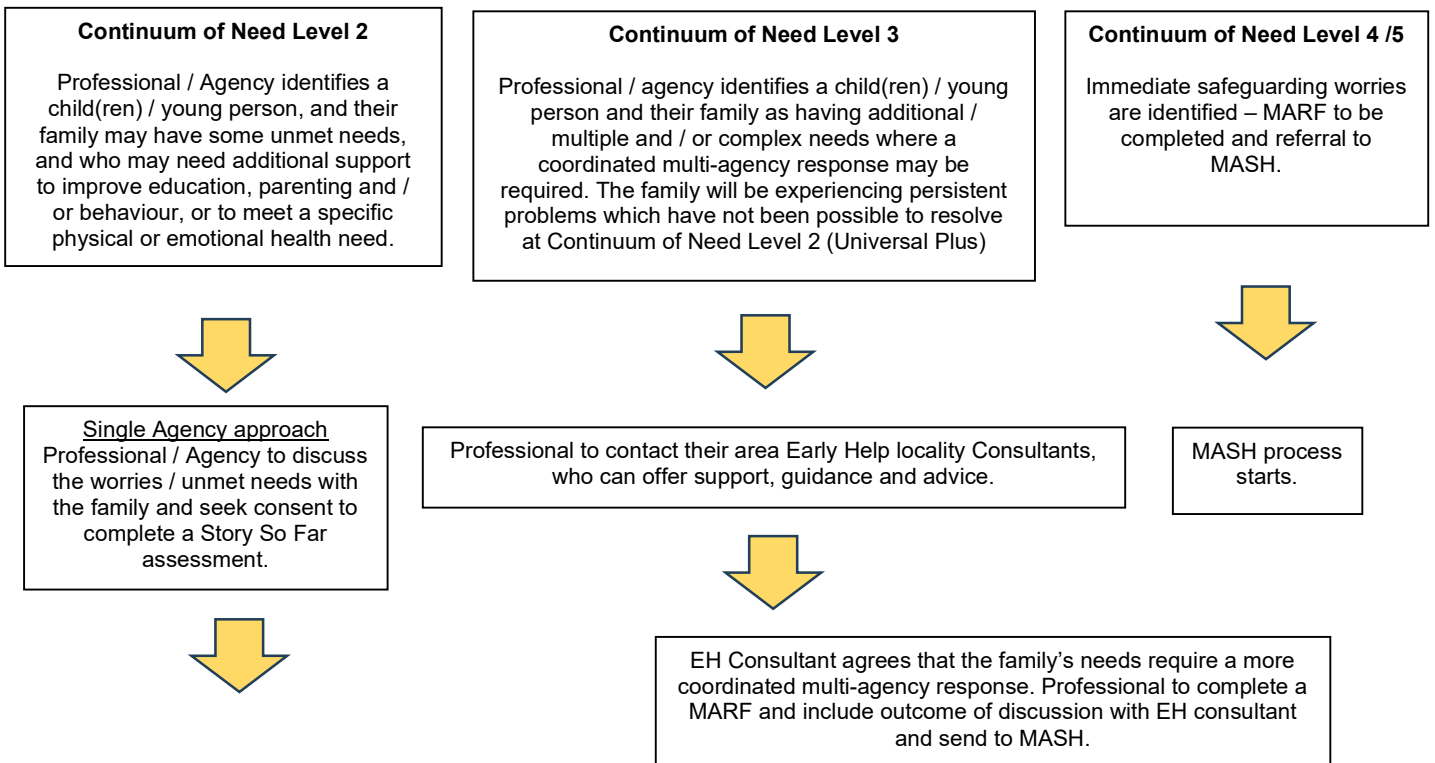 Continuum of Need Level 2
Professional / Agency identifies a
child(ren) / young person, and their
family may have some unmet needs,
and who may need additional support
to improve education, parenting and /
or behaviour, or to meet a specific
physical or emotional health need.
Continuum of Need Level 3
Professional / agency identifies a child(ren) / young
person and their family as having additional /
multiple and / or complex needs where a
coordinated multi-agency response may be
required. The family will be experiencing persistent
problems which have not been possible to resolve
at Continuum of Need Level 2 (Universal Plus)
Continuum of Need Level 4 /5
Immediate safeguarding worries
are identified – MARF to be
completed and referral to
MASH.
Single Agency approach
Professional / Agency to discuss
the worries / unmet needs with
the family and seek consent to
complete a Story So Far
assessment.
Professional to contact their area Early Help locality Consultants,
who can offer support, guidance and advice.
MASH process
starts.
EH Consultant agrees that the family’s needs require a more
coordinated multi-agency response. Professional to complete a
MARF and include outcome of discussion with EH consultant
and send to MASH.